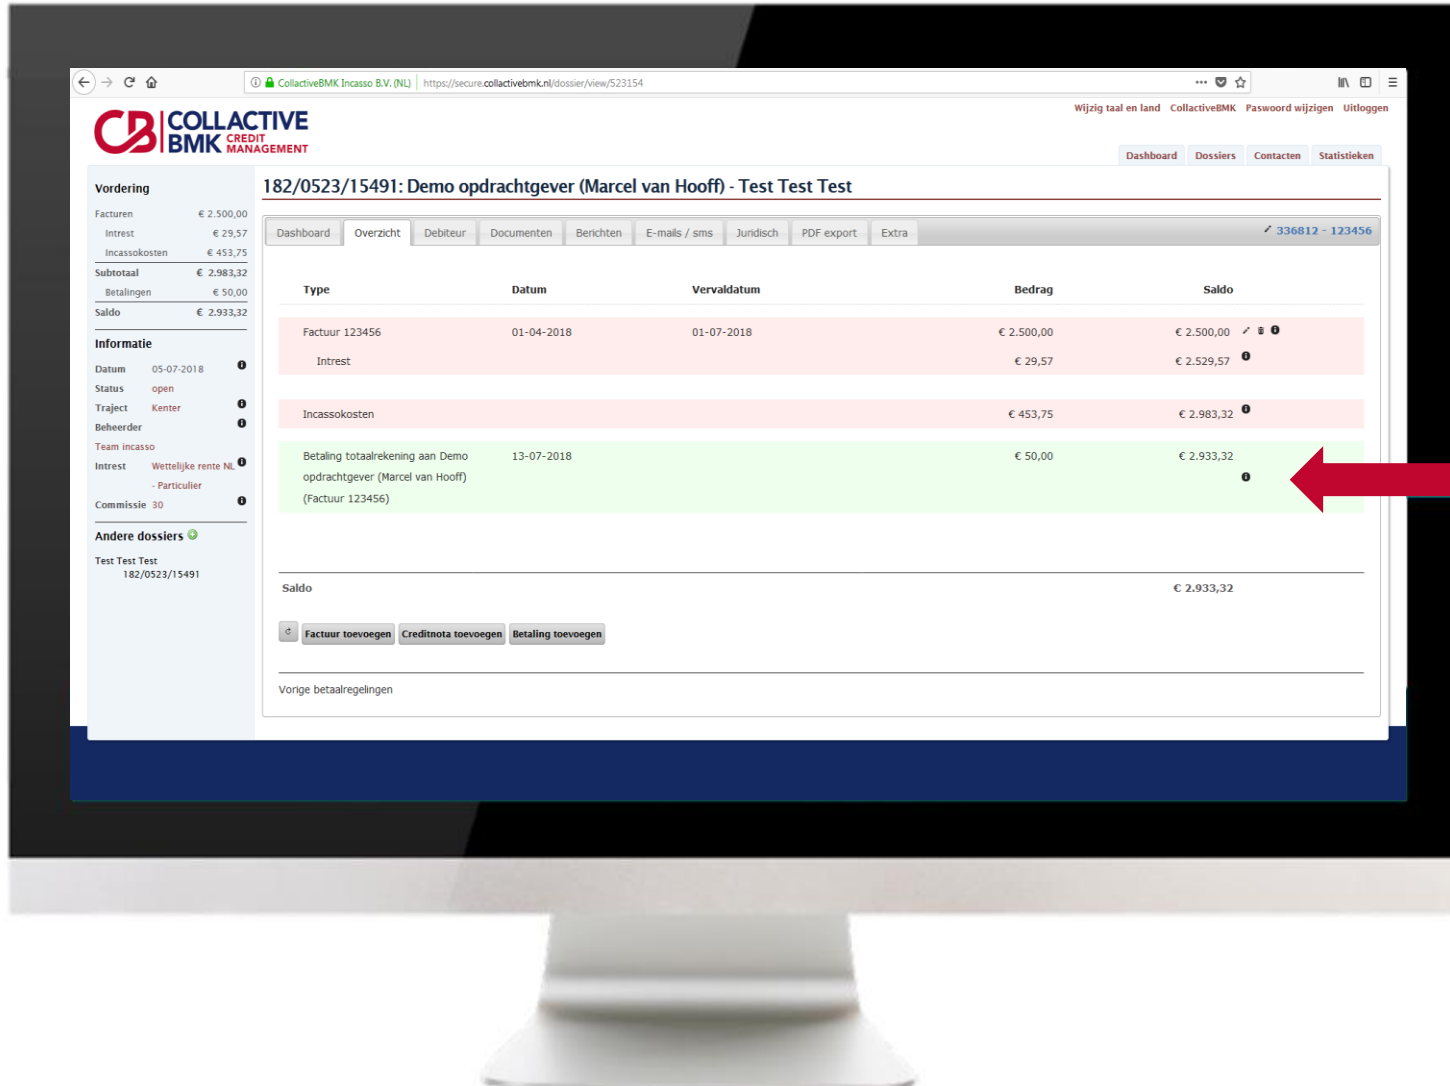 CollactiveBMK Incasso B.V. (NL) https://secure.collactivebmk.nl/dossier/view/523154
Wijzig taal en land CollactiveBMK Paswoord wijzigen Uitloggen
CB COLLACTIVE
BMK CREDIT MANAGEMENT
Dashboard Dossiers Contacten Statistieken
Vordering
Facturen € 2.500,00
Intrest € 29,57
Incassokosten € 453,75
Subtotaal € 2.983,32
Betalingen € 50,00
Saldo € 2.933,32
Informatie
Datum 05-07-2018
Status open
Traject Kenter
Beheerder
Team incasso
Intrest Wettelijke rente NL
- Particulier
Commissie 30
Andere dossiers
Test Test Test
182/0523/15491
182/0523/15491: Demo opdrachtgever (Marcel van Hooff) - Test Test Test
Dashboard Overzicht Debiteur Documenten Berichten E-mails / sms Juridisch PDF export Extra
336812 - 123456
Type Datum Vervaldatum Bedrag Saldo
Factuur 123456 01-04-2018 01-07-2018 € 2.500,00 € 2.500,00
Intrest € 29,57 € 2.529,57
Incassokosten € 453,75 € 2.983,32
Betaling totaalrekening aan Demo 13-07-2018 € 50,00 € 2.933,32
opdrachtgever (Marcel van Hooff)
(Factuur 123456)
Saldo € 2.933,32
Factuur toevoegen Creditnota toevoegen Betaling toevoegen
Vorige betaalregelingen